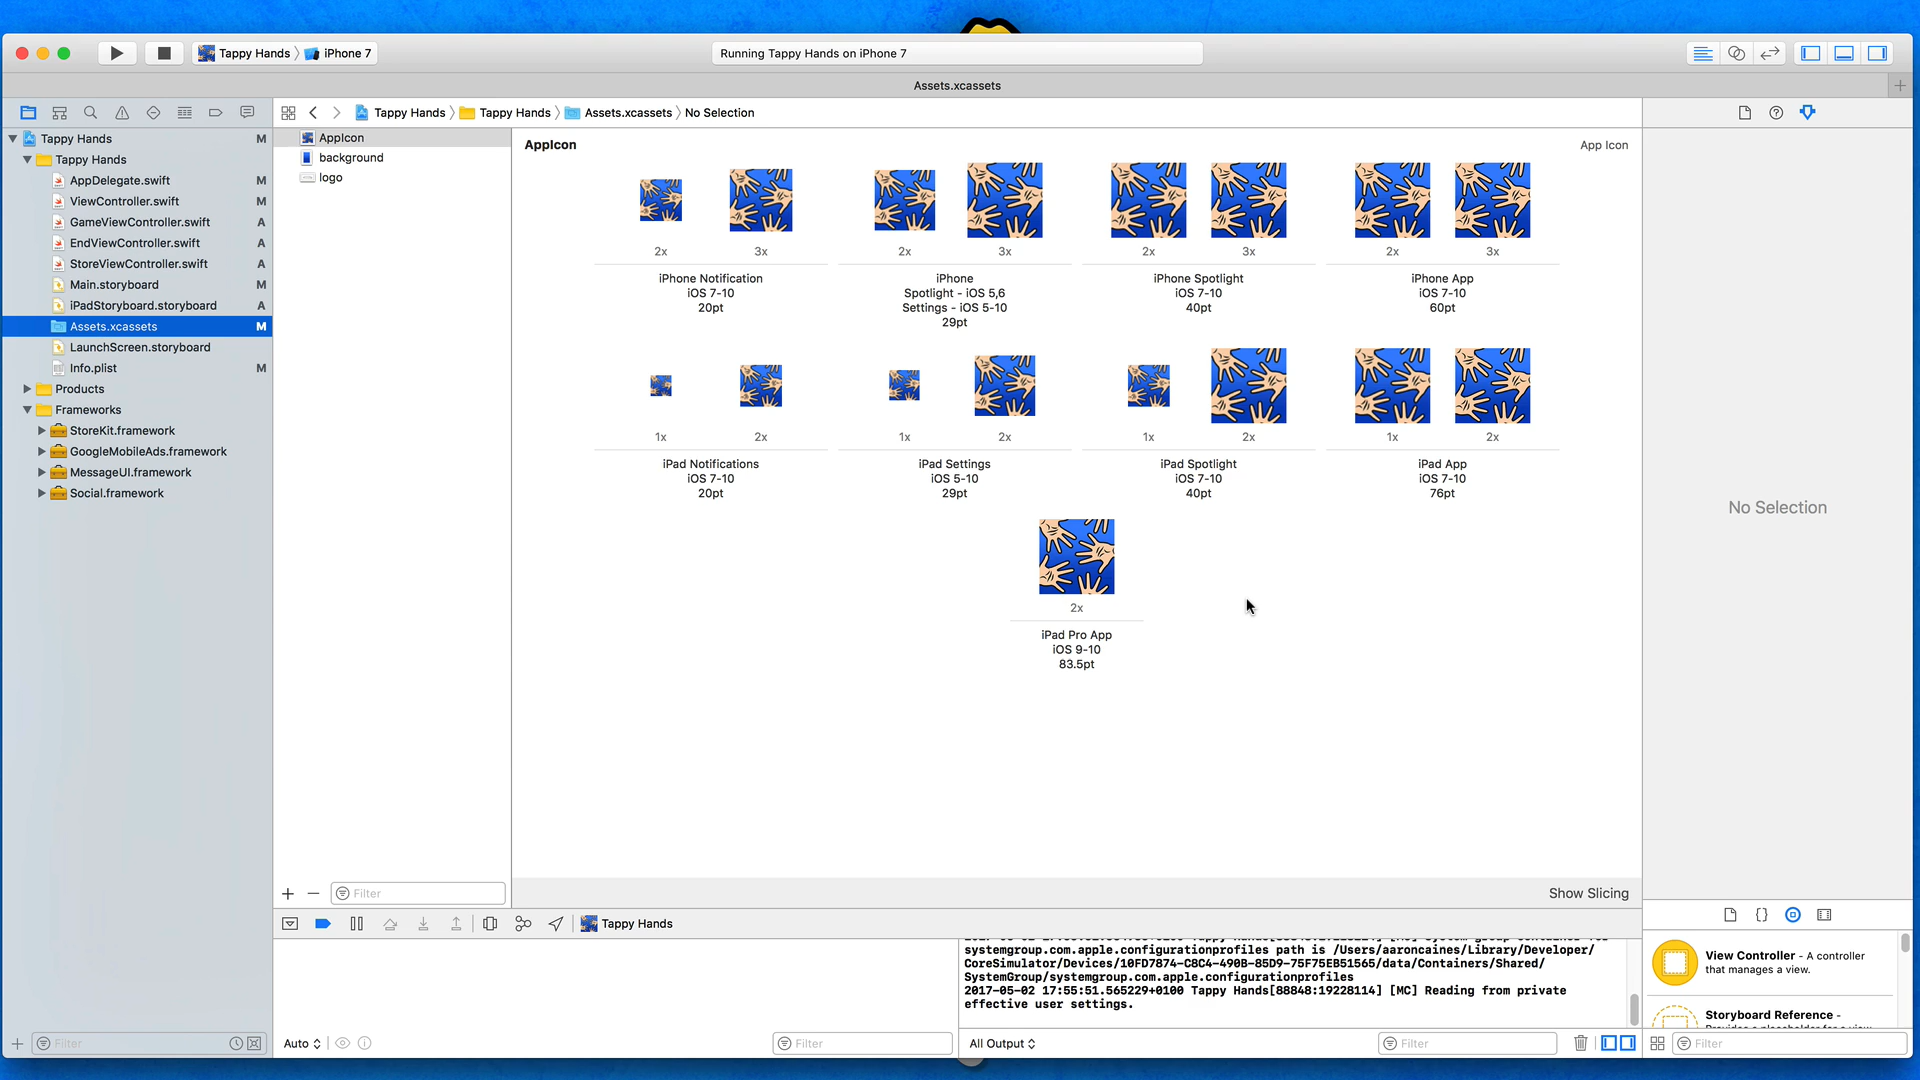 Tappy Hands
iPhone 7
Running Tappy Hands on iPhone 7
Assets.xcassets
Tappy Hands
Tappy Hands
Assets.xcassets
No Selection
Tappy Hands M
Tappy Hands
AppDelegate.swift M
ViewController.swift M
GameViewController.swift A
EndViewController.swift A
StoreViewController.swift A
Main.storyboard M
iPadStoryboard.storyboard A
Assets.xcassets M
LaunchScreen.storyboard
Info.plist M
Products
Frameworks
StoreKit.framework
GoogleMobileAds.framework
MessageUI.framework
Social.framework
Filter
AppIcon
background
logo
Filter
AppIcon
App Icon
2x 3x
iPhone Notification
iOS 7-10
20pt
2x 3x
iPhone
Spotlight - iOS 5,6
Settings - iOS 5-10
29pt
2x 3x
iPhone Spotlight
iOS 7-10
40pt
2x 3x
iPhone App
iOS 7-10
60pt
1x 2x
iPad Notifications
iOS 7-10
20pt
1x 2x
iPad Settings
iOS 5-10
29pt
1x 2x
iPad Spotlight
iOS 7-10
40pt
1x 2x
iPad App
iOS 7-10
76pt
2x
iPad Pro App
iOS 9-10
83.5pt
Show Slicing
No Selection
Tappy Hands
Auto
Filter
systemgroup.com.apple.configurationprofiles path is /Users/aaroncaines/Library/Developer/
CoreSimulator/Devices/10FD7874-C8C4-490B-85D9-75F75EB51565/data/Containers/Shared/
SystemGroup/systemgroup.com.apple.configurationprofiles
2017-05-02 17:55:51.565229+0100 Tappy Hands[88848:19228114] [MC] Reading from private
effective user settings.
All Output
Filter
View Controller - A controller
that manages a view.
Storyboard Reference -
Filter